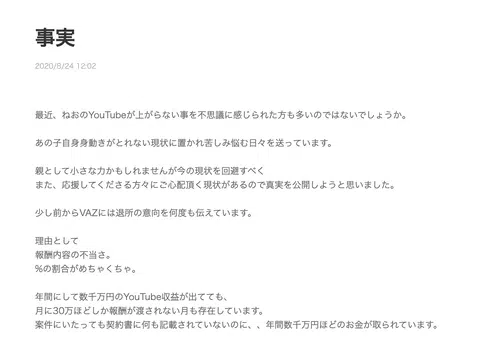 事実
2020/8/24 12:02
最近、ねおのYouTubeが上がらない事を不思議に感じられた方も多いのではないでしょうか。
あの子自身身動きがとれない現状に置かれ苦しみ悩む日々を送っています。
親として小さな力かもしれませんが今の現状を回避すべく
また、応援してくださる方々にご心配頂く現状があるので真実を公開しようと思いました。
少し前からVAZには退所の意向を何度も伝えています。
理由として
報酬内容の不当さ。
%の割合がめちゃくちゃ。
年間にして数千万円のYouTube収益が出てても、
月に30万ほどしか報酬が渡されない月も存在しています。
案件にいたっても契約書に何も記載されていないのに、、年間数千万円ほどのお金が取られています。